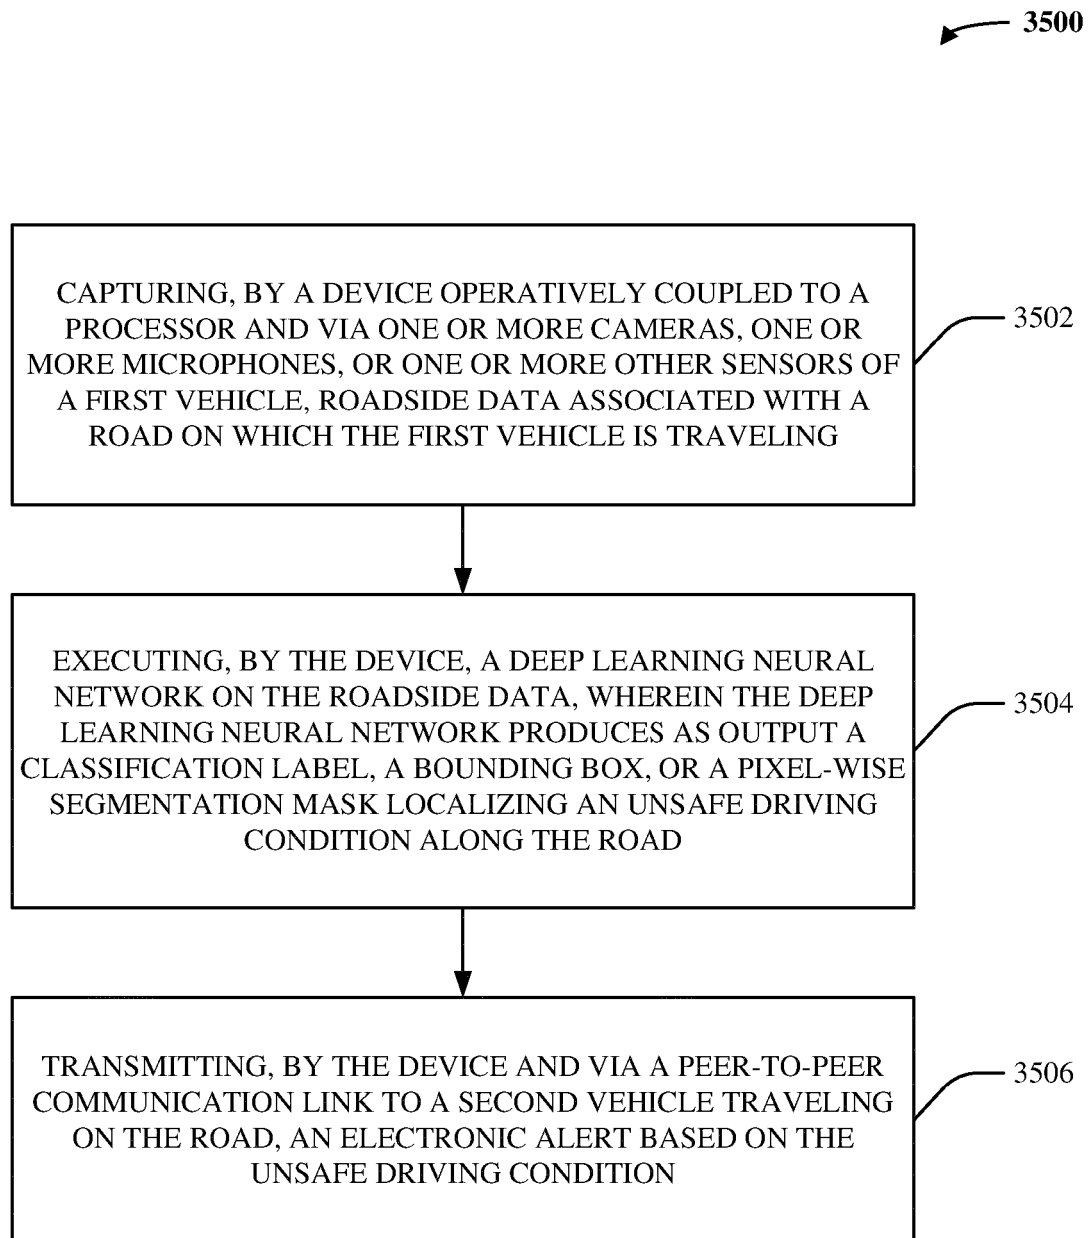 3500
CAPTURING, BY A DEVICE OPERATIVELY COUPLED TO A
PROCESSOR AND VIA ONE OR MORE CAMERAS, ONE OR
MORE MICROPHONES, OR ONE OR MORE OTHER SENSORS OF
A FIRST VEHICLE, ROADSIDE DATA ASSOCIATED WITH A
ROAD ON WHICH THE FIRST VEHICLE IS TRAVELING
3502
EXECUTING, BY THE DEVICE, A DEEP LEARNING NEURAL
NETWORK ON THE ROADSIDE DATA, WHEREIN THE DEEP
LEARNING NEURAL NETWORK PRODUCES AS OUTPUT A
CLASSIFICATION LABEL, A BOUNDING BOX, OR A PIXEL-WISE
SEGMENTATION MASK LOCALIZING AN UNSAFE DRIVING
CONDITION ALONG THE ROAD
3504
TRANSMITTING, BY THE DEVICE AND VIA A PEER-TO-PEER
COMMUNICATION LINK TO A SECOND VEHICLE TRAVELING
ON THE ROAD, AN ELECTRONIC ALERT BASED ON THE
UNSAFE DRIVING CONDITION
3506